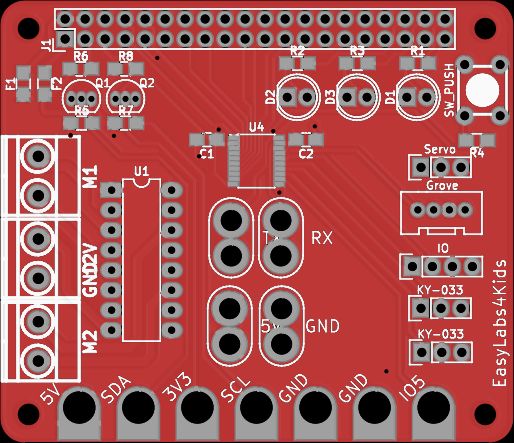 J1
R6 R8 R2 R3 R1
F1 F2 Q1 Q2
D2 D3 D1 SW_PUSH
R7
R4
U4
C1 C2
Servo
M1
U1
Grove
TX RX
12V
GND
IO
KY-033
5V GND
M2
KY-033
EasyLabs4Kids
5V SDA 3V3 SCL GND GND IO5